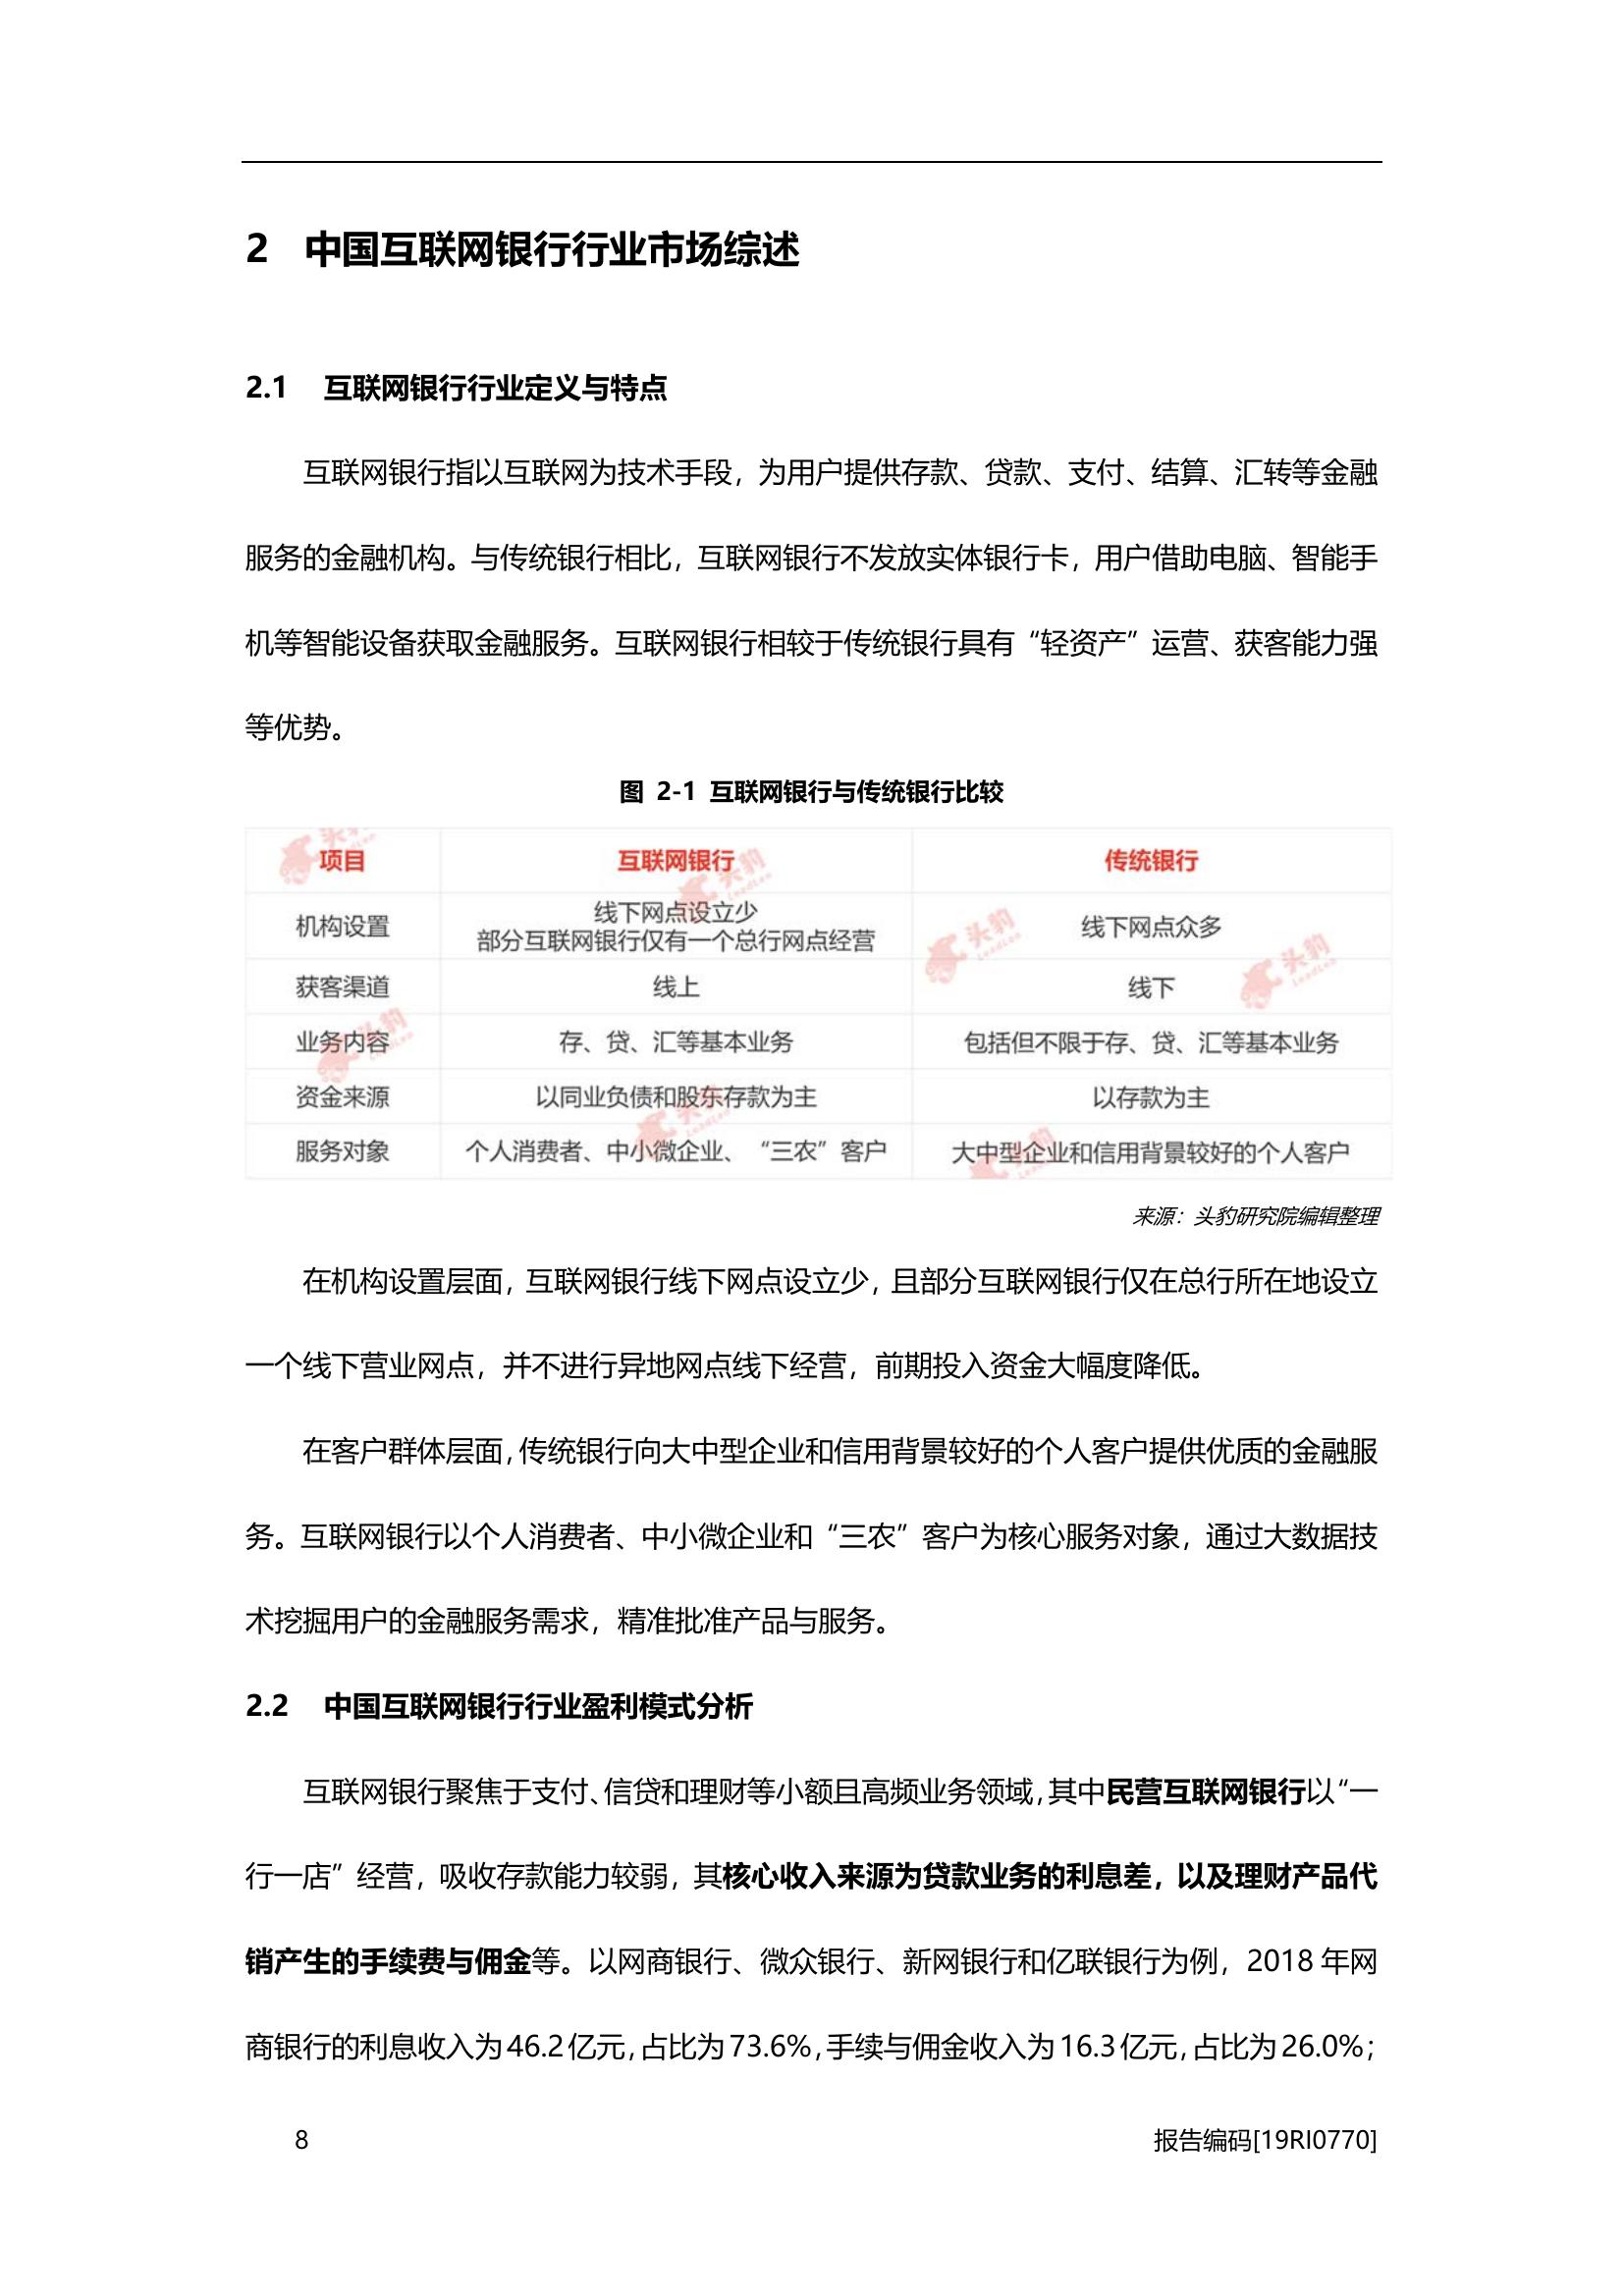 2 中国互联网银行行业市场综述
2.1 互联网银行行业定义与特点
互联网银行指以互联网为技术手段，为用户提供存款、贷款、支付、结算、汇转等金融
服务的金融机构。与传统银行相比，互联网银行不发放实体银行卡，用户借助电脑、智能手
机等智能设备获取金融服务。互联网银行相较于传统银行具有“轻资产”运营、获客能力强
等优势。
图 2-1 互联网银行与传统银行比较
项目 互联网银行 传统银行
机构设置 线下网点设立少 线下网点众多
部分互联网银行仅有一个总行网点经营
获客渠道 线上 线下
业务内容 存、贷、汇等基本业务 包括但不限于存、贷、汇等基本业务
资金来源 以同业负债和股东存款为主 以存款为主
服务对象 个人消费者、中小微企业、“三农”客户 大中型企业和信用背景较好的个人客户
来源：头豹研究院编辑整理
在机构设置层面，互联网银行线下网点设立少，且部分互联网银行仅在总行所在地设立
一个线下营业网点，并不进行异地网点线下经营，前期投入资金大幅度降低。
在客户群体层面，传统银行向大中型企业和信用背景较好的个人客户提供优质的金融服
务。互联网银行以个人消费者、中小微企业和“三农”客户为核心服务对象，通过大数据技
术挖掘用户的金融服务需求，精准批准产品与服务。
2.2 中国互联网银行行业盈利模式分析
互联网银行聚焦于支付、信贷和理财等小额且高频业务领域，其中民营互联网银行以“一
行一店”经营，吸收存款能力较弱，其核心收入来源为贷款业务的利息差，以及理财产品代
销产生的手续费与佣金等。以网商银行、微众银行、新网银行和亿联银行为例，2018 年网
商银行的利息收入为 46.2 亿元，占比为 73.6%，手续与佣金收入为 16.3 亿元，占比为 26.0%；
8 报告编码[19RI0770]